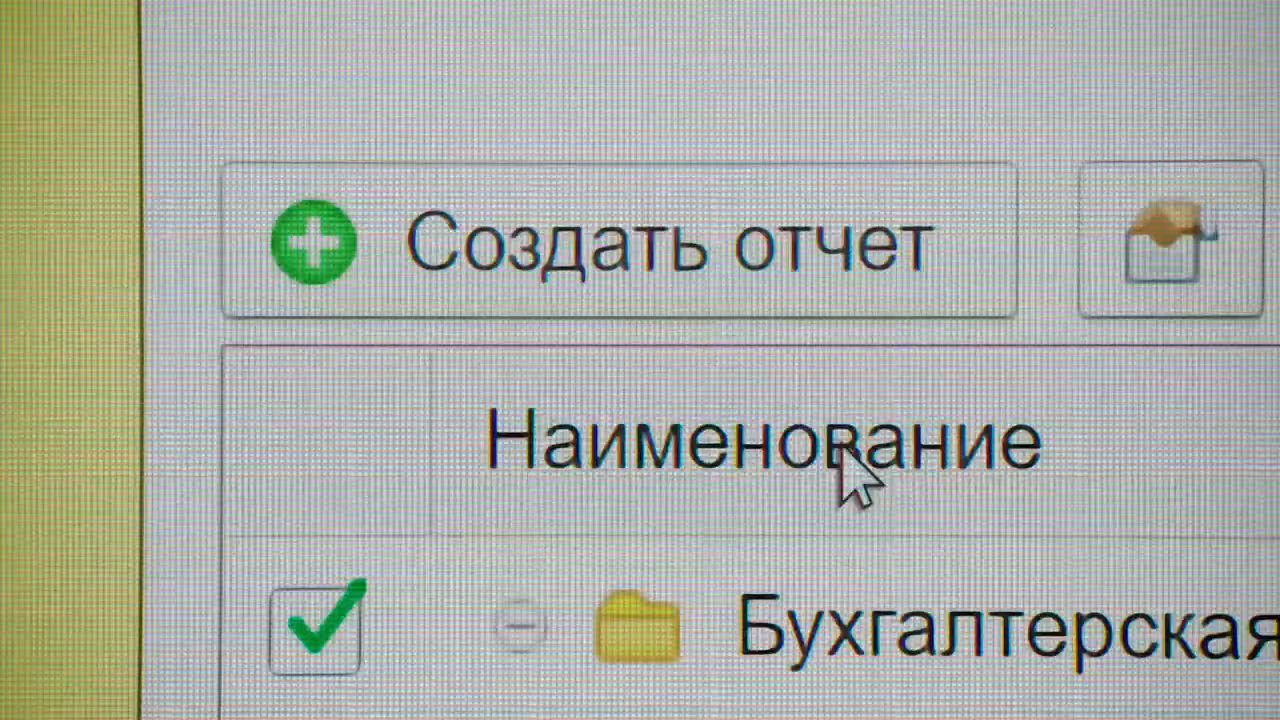 Создать отчет
Наименование
Бухгалтерская